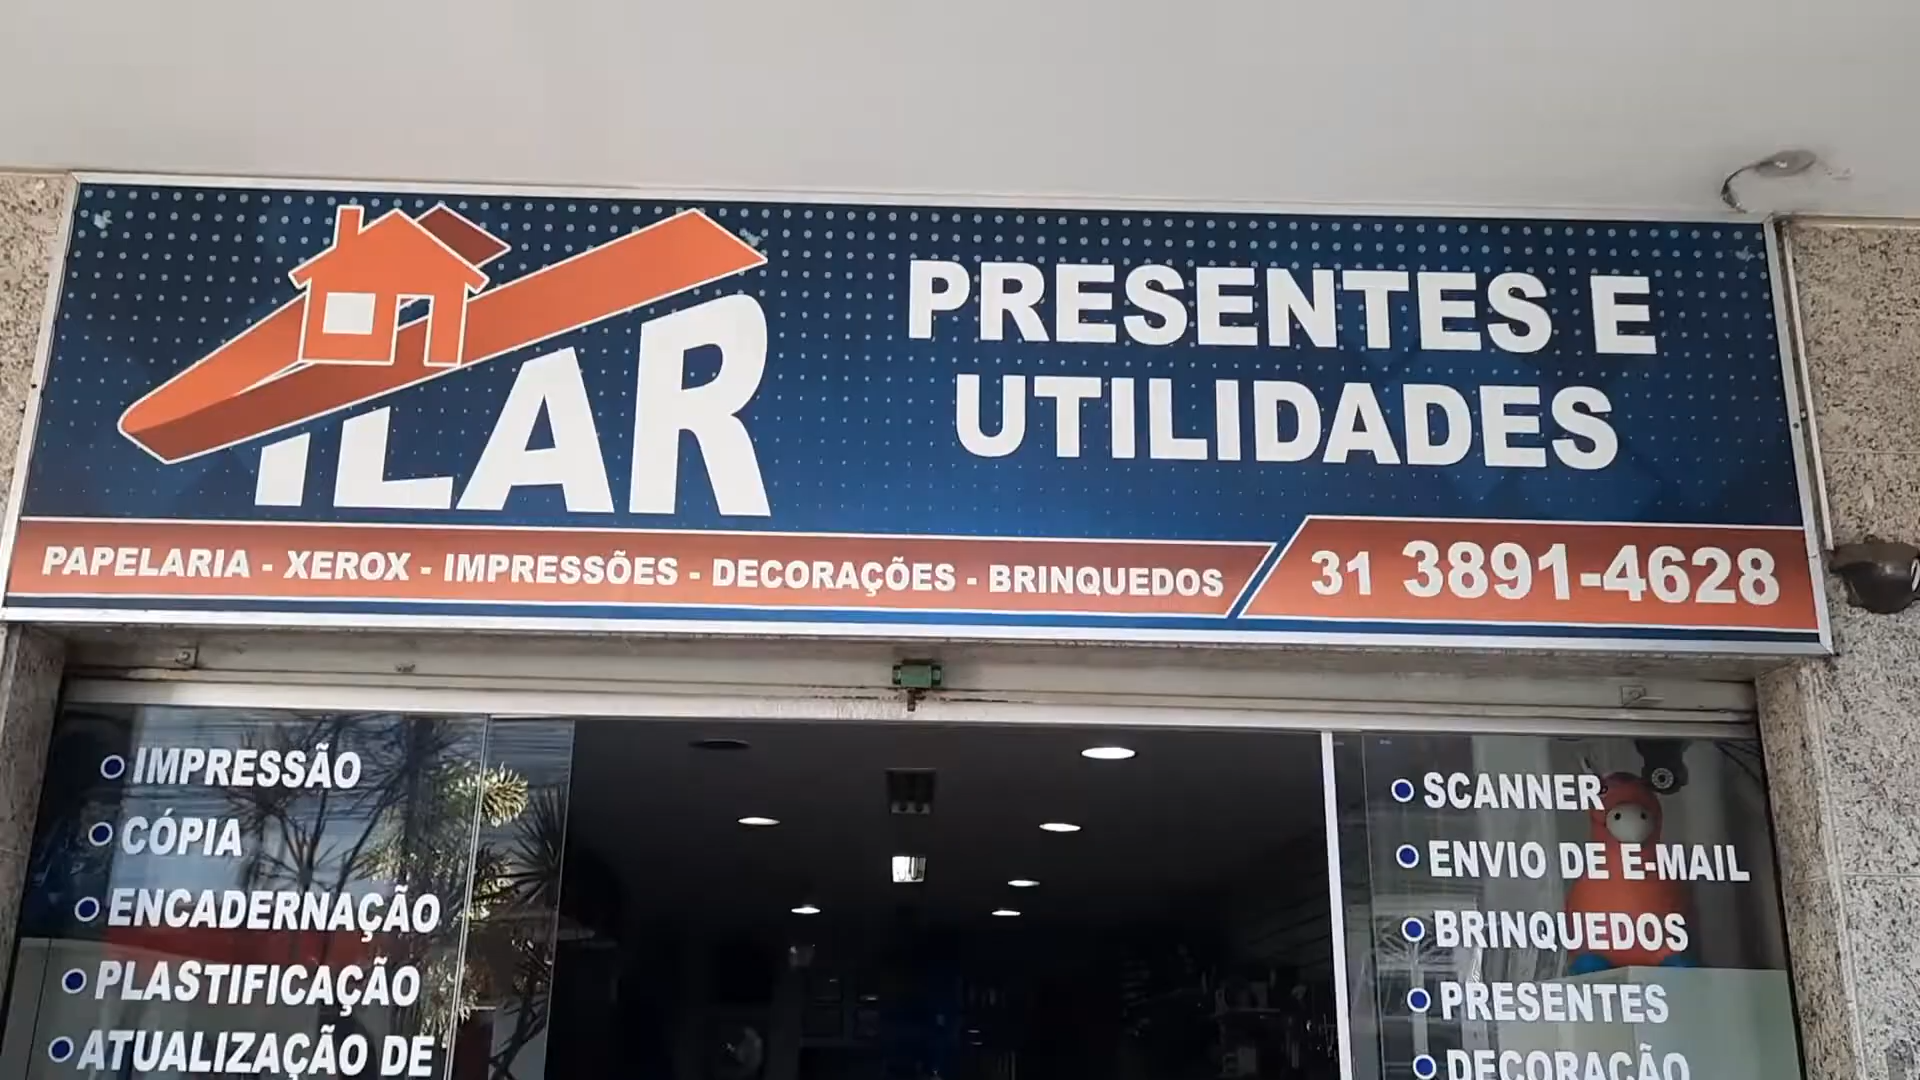 ILAR
PRESENTES E
UTILIDADES
PAPELARIA - XEROX - IMPRESSÕES - DECORAÇÕES - BRINQUEDOS
31 3891-4628
IMPRESSÃO
CÓPIA
ENCADERNAÇÃO
PLASTIFICAÇÃO
ATUALIZAÇÃO DE
SCANNER
ENVIO DE E-MAIL
BRINQUEDOS
PRESENTES
DECORAÇÃO